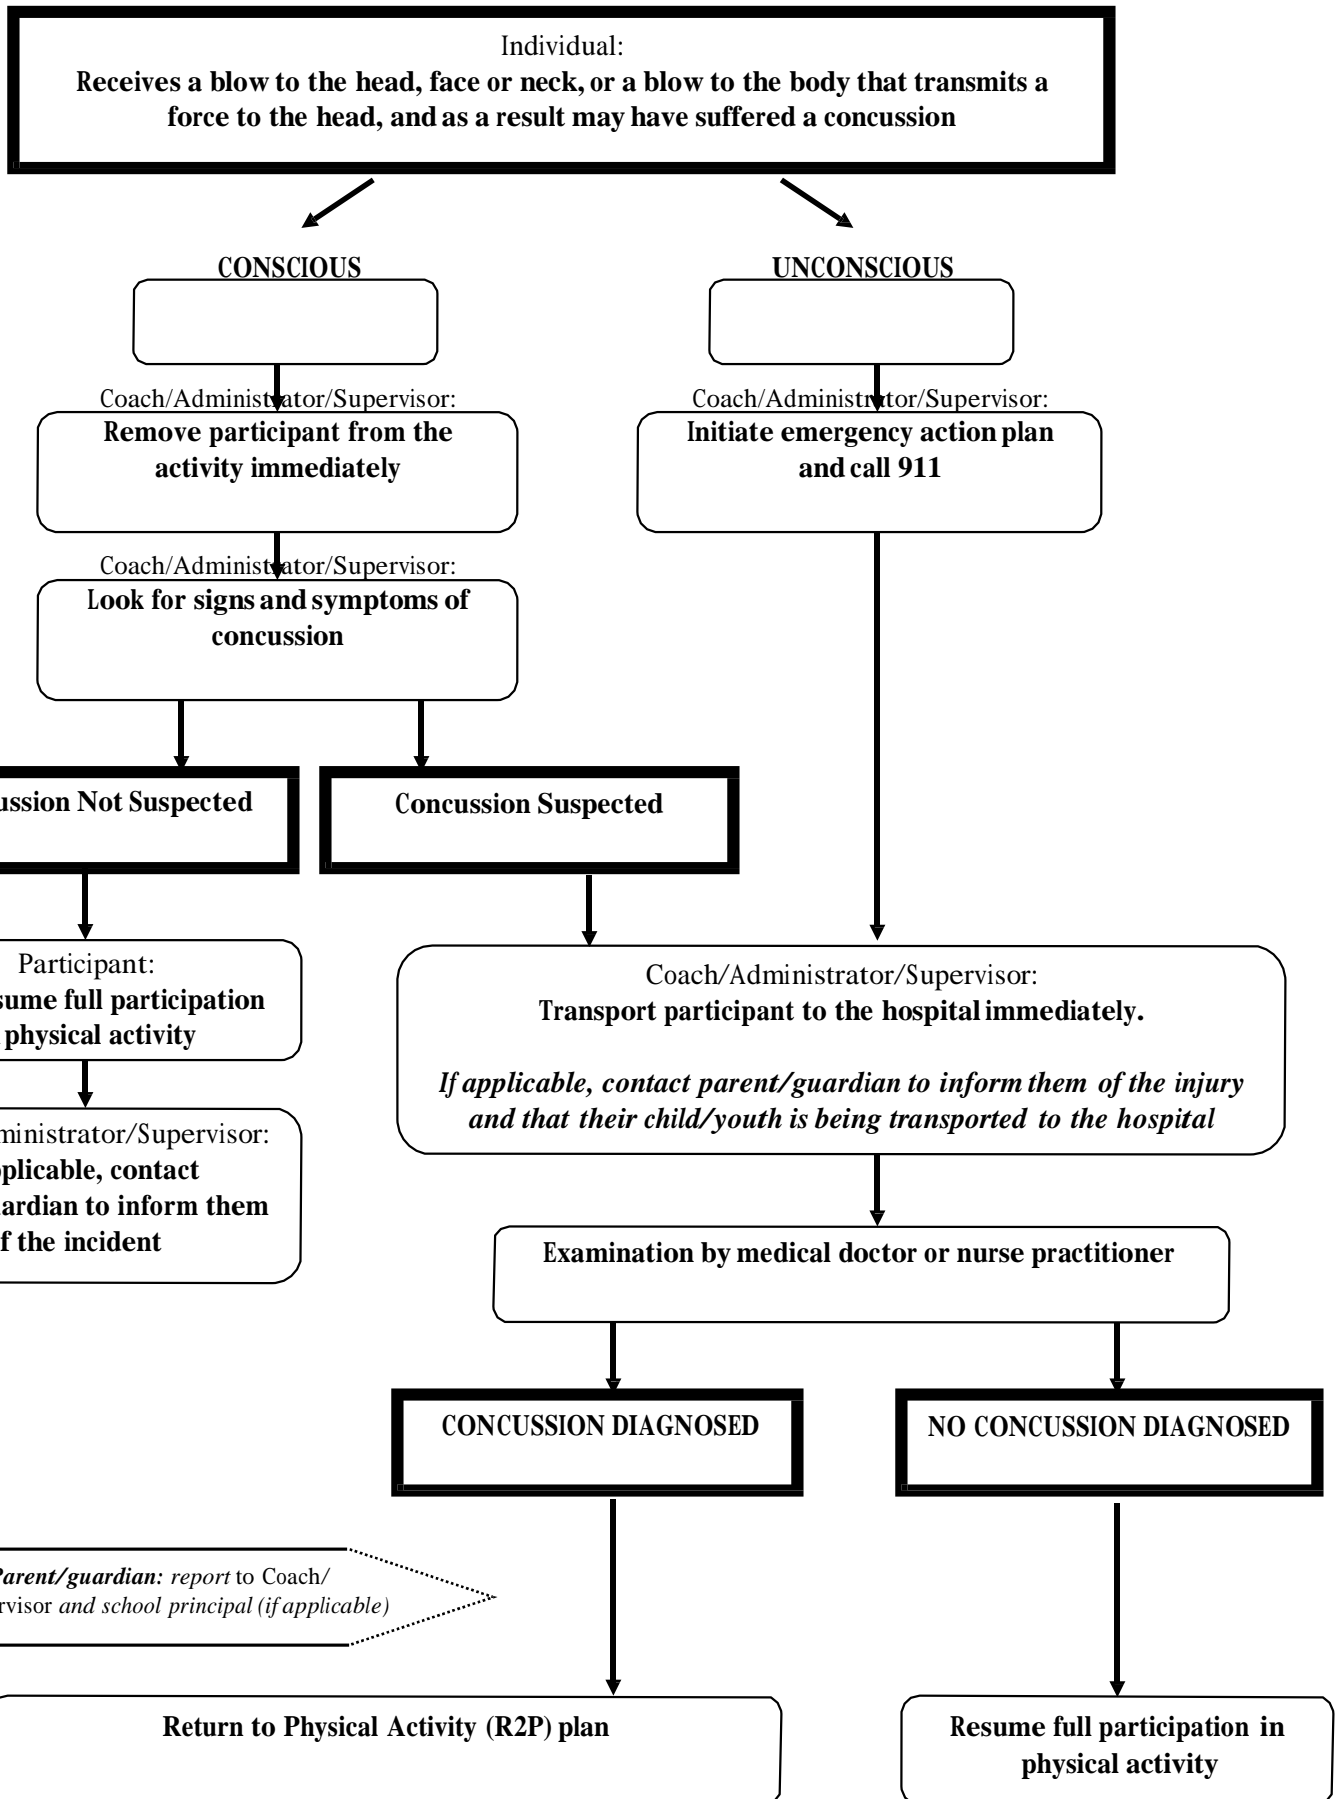 Individual:
Receives a blow to the head, face or neck, or a blow to the body that transmits a
force to the head, and as a result may have suffered a concussion
CONSCIOUS
UNCONSCIOUS
Coach/Administrator/Supervisor:
Remove participant from the
activity immediately
Coach/Administrator/Supervisor:
Initiate emergency action plan
and call 911
Coach/Administrator/Supervisor:
Look for signs and symptoms of
concussion
ussion Not Suspected
Concussion Suspected
Participant:
sume full participation
physical activity
Coach/Administrator/Supervisor:
Transport participant to the hospital immediately.
If applicable, contact parent/guardian to inform them of the injury
and that their child/youth is being transported to the hospital
ministrator/Supervisor:
plicable, contact
ardian to inform them
f the incident
Examination by medical doctor or nurse practitioner
CONCUSSION DIAGNOSED
NO CONCUSSION DIAGNOSED
Parent/guardian: report to Coach/
rvisor and school principal (if applicable)
Return to Physical Activity (R2P) plan
Resume full participation in
physical activity